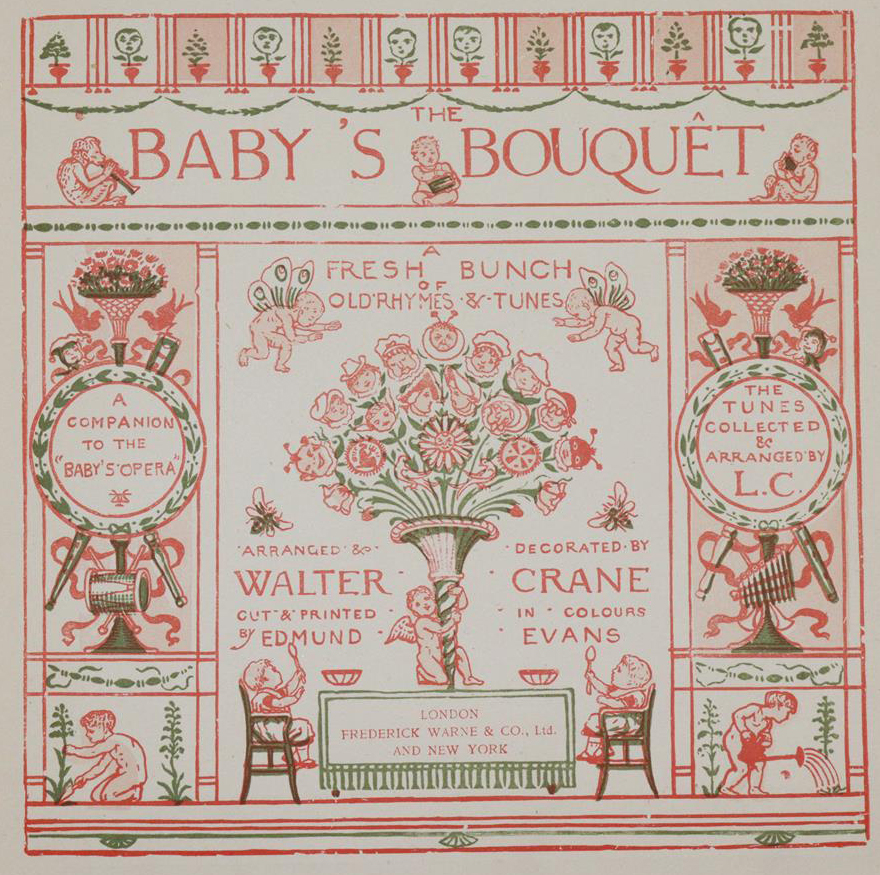 THE
BABY'S BOUQUÊT
A
FRESH BUNCH
OF
OLD·RHYMES·&·TUNES
A
COMPANION
TO THE
"BABY'S·OPERA"
THE
TUNES
COLLECTED
&
ARRANGED·BY
L.C.
·ARRANGED·&· ·DECORATED·BY
WALTER · · CRANE
CUT·&·PRINTED · · IN · COLOURS
BY EDMUND · · EVANS
LONDON
FREDERICK WARNE & CO., Ltd.
AND NEW YORK